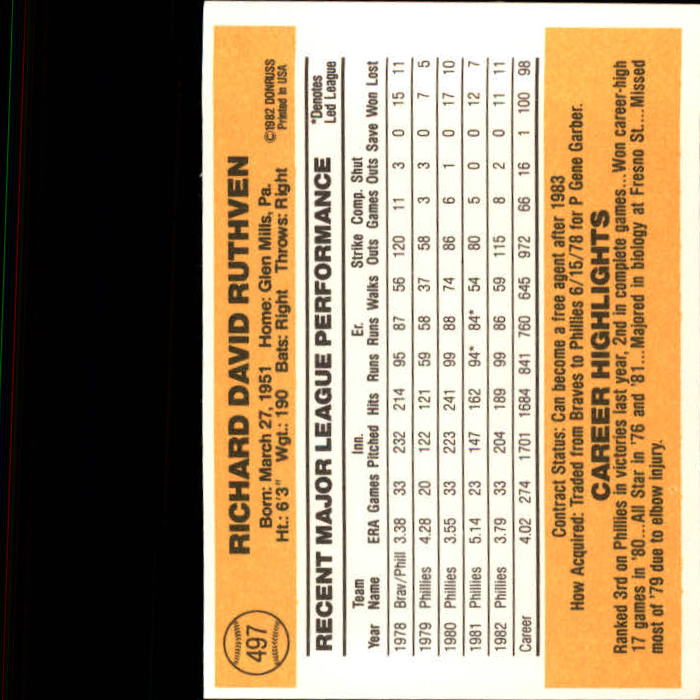 497
RICHARD DAVID RUTHVEN
Born: March 27, 1951 Home: Glen Mills, Pa.
Ht.: 6'3" Wgt.: 190 Bats: Right Throws: Right
©1982 DONRUSS
Printed in USA
RECENT MAJOR LEAGUE PERFORMANCE
*Denotes
Led League
Team Inn. Er. Strike Comp. Shut
Year Name ERA Games Pitched Hits Runs Runs Walks Outs Games Outs Save Won Lost
1978 Brav/Phill 3.38 33 232 214 95 87 56 120 11 3 0 15 11
1979 Phillies 4.28 20 122 121 59 58 37 58 3 3 0 7 5
1980 Phillies 3.55 33 223 241 99 88 74 86 6 1 0 17 10
1981 Phillies 5.14 23 147 162 94* 84* 54 80 5 0 0 12 7
1982 Phillies 3.79 33 204 189 99 86 59 115 8 2 0 11 11
Career 4.02 274 1701 1684 841 760 645 972 66 16 1 100 98
Contract Status: Can become a free agent after 1983
How Acquired: Traded from Braves to Phillies 6/15/78 for P Gene Garber.
CAREER HIGHLIGHTS
Ranked 3rd on Phillies in victories last year, 2nd in complete games...Won career-high
17 games in '80...All Star in '76 and '81....Majored in biology at Fresno St....Missed
most of '79 due to elbow injury.